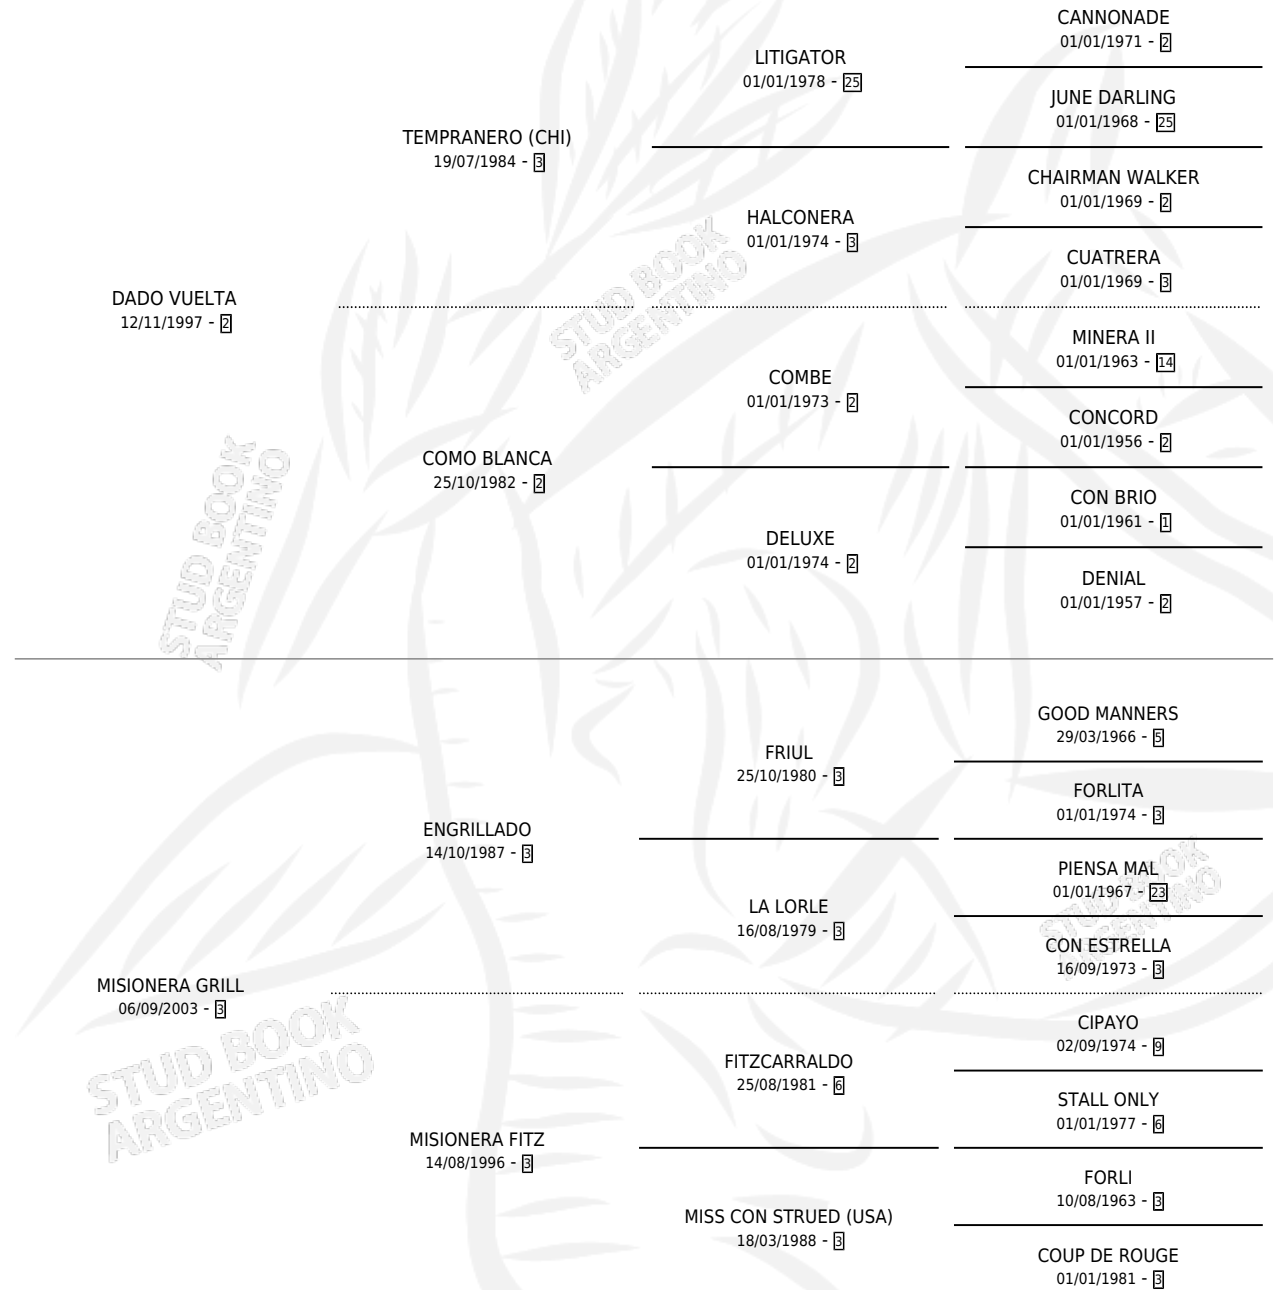 CANNONADE
01/01/1971 - 2
LITIGATOR
01/01/1978 - 25
JUNE DARLING
01/01/1968 - 25
TEMPRANERO (CHI)
19/07/1984 - 3
CHAIRMAN WALKER
01/01/1969 - 2
HALCONERA
01/01/1974 - 3
CUATRERA
01/01/1969 - 3
DADO VUELTA
12/11/1997 - 2
STUD BOOK
ARGENTINO
MINERA II
01/01/1963 - 14
COMBE
01/01/1973 - 2
CONCORD
01/01/1956 - 2
COMO BLANCA
25/10/1982 - 2
CON BRIO
01/01/1961 - 1
DELUXE
01/01/1974 - 2
DENIAL
01/01/1957 - 2
STUD BOOK
ARGENTINO
GOOD MANNERS
29/03/1966 - 5
FRIUL
25/10/1980 - 3
FORLITA
01/01/1974 - 3
ENGRILLADO
14/10/1987 - 3
PIENSA MAL
01/01/1967 - 23
LA LORLE
16/08/1979 - 3
CON ESTRELLA
16/09/1973 - 3
STUD BOOK
ARGENTINO
MISIONERA GRILL
06/09/2003 - 3
CIPAYO
02/09/1974 - 9
FITZCARRALDO
25/08/1981 - 6
STALL ONLY
01/01/1977 - 6
STUD BOOK
ARGENTINO
MISIONERA FITZ
14/08/1996 - 3
FORLI
10/08/1963 - 3
MISS CON STRUED (USA)
18/03/1988 - 3
COUP DE ROUGE
01/01/1981 - 3